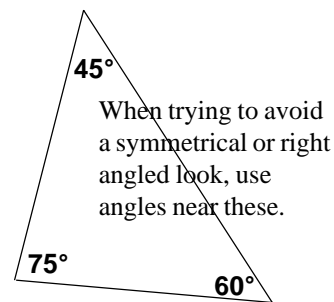 45°
When trying to avoid
a symmetrical or right
angled look, use
angles near these.
75°
60°